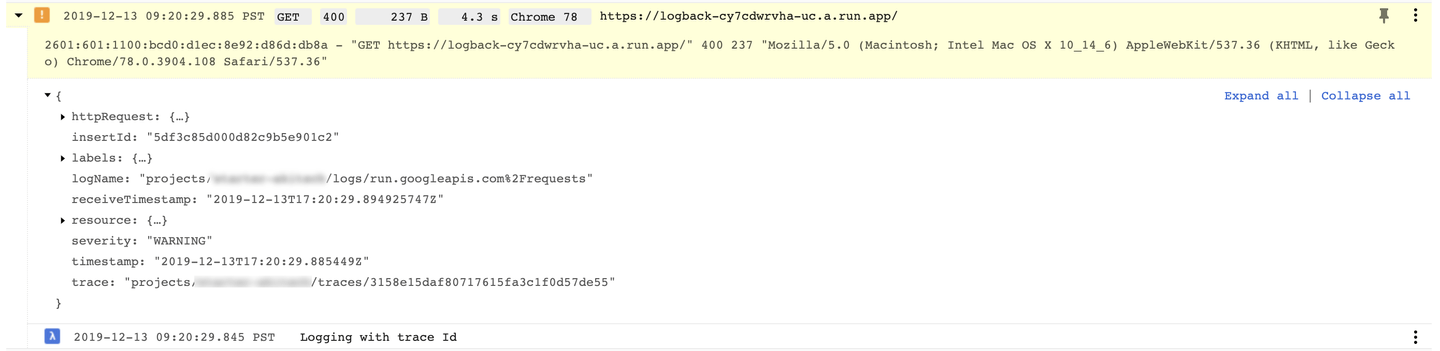 2019-12-13 09:20:29.885 PST GET 400 237 B 4.3 s Chrome 78 https://logback-cy7cdwrvha-uc.a.run.app/
2601:601:1100:bcd0:d1ec:8e92:d86d:db8a – "GET https://logback-cy7cdwrvha-uc.a.run.app/" 400 237 "Mozilla/5.0 (Macintosh; Intel Mac OS X 10_14_6) AppleWebKit/537.36 (KHTML, like Geck
o) Chrome/78.0.3904.108 Safari/537.36"
{ Expand all | Collapse all
httpRequest: {…}
insertId: "5df3c85d000d82c9b5e901c2"
labels: {…}
logName: "projects/ /logs/run.googleapis.com%2Frequests"
receiveTimestamp: "2019-12-13T17:20:29.894925747Z"
resource: {…}
severity: "WARNING"
timestamp: "2019-12-13T17:20:29.885449Z"
trace: "projects/ /traces/3158e15daf80717615fa3c1f0d57de55"
}
λ 2019-12-13 09:20:29.845 PST Logging with trace Id